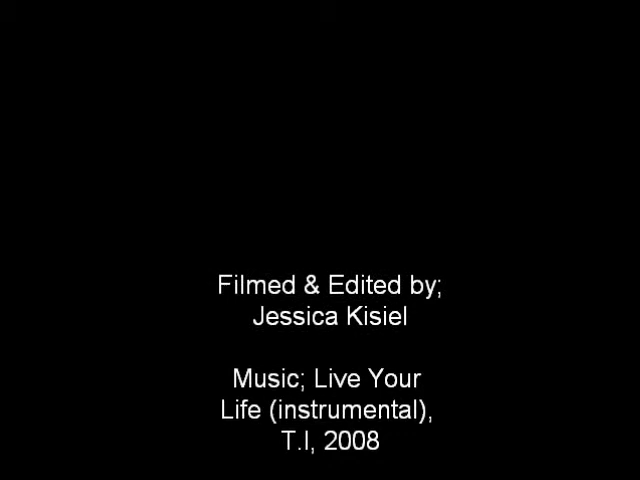 Filmed & Edited by;
Jessica Kisiel
Music; Live Your
Life (instrumental),
T.I, 2008